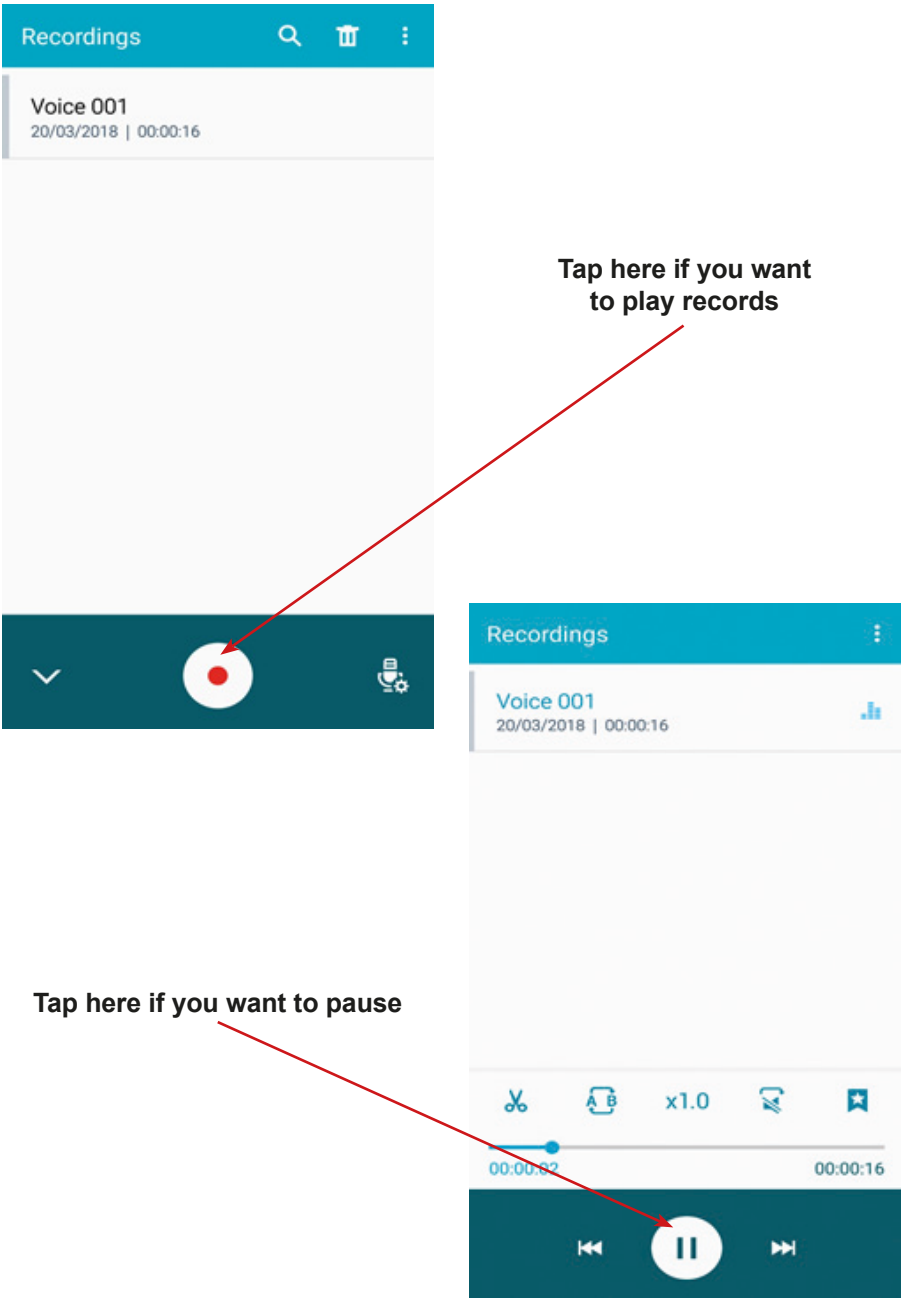 Recordings
Voice 001
20/03/2018 | 00:00:16
Tap here if you want
to play records
Recordings
Voice 001
20/03/2018 | 00:00:16
Tap here if you want to pause
A B x1.0
00:00:02 00:00:16